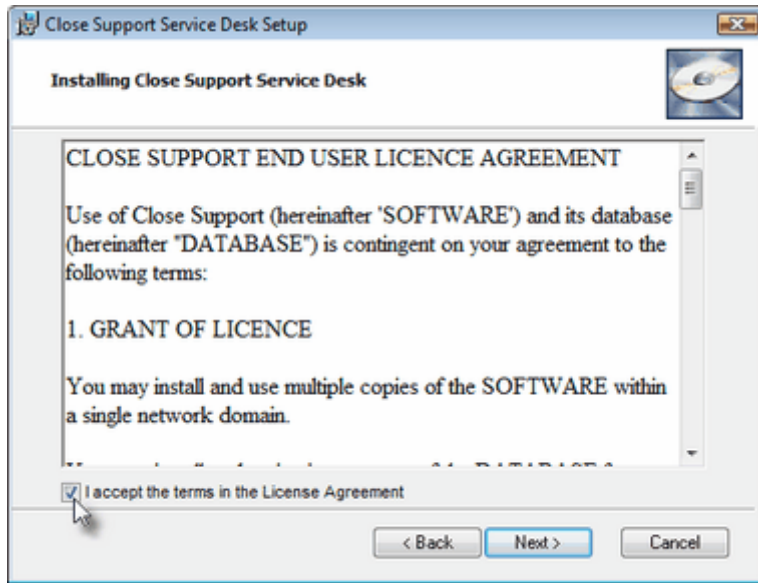 Close Support Service Desk Setup
Installing Close Support Service Desk
CLOSE SUPPORT END USER LICENCE AGREEMENT
Use of Close Support (hereinafter 'SOFTWARE') and its database
(hereinafter "DATABASE") is contingent on your agreement to the
following terms:
1. GRANT OF LICENCE
You may install and use multiple copies of the SOFTWARE within
a single network domain.
I accept the terms in the License Agreement
< Back Next > Cancel